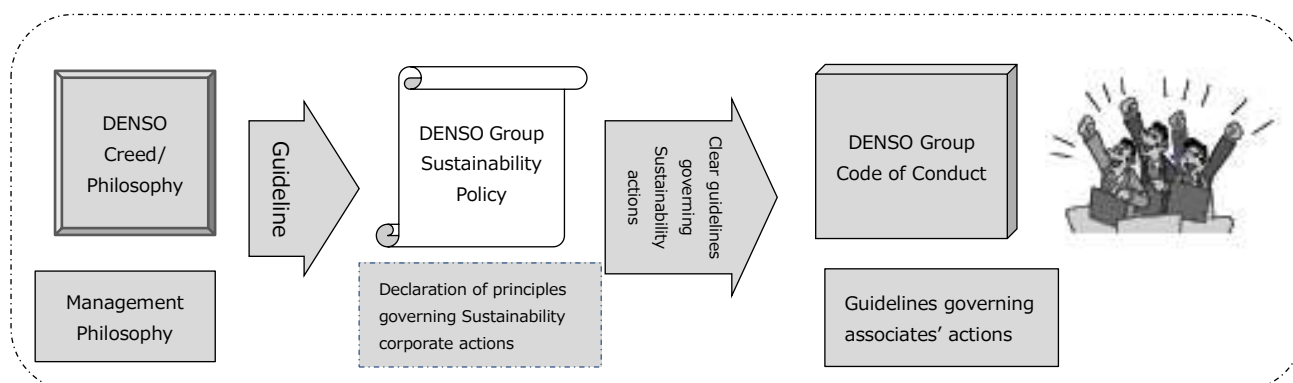 DENSO
Creed/
Philosophy
Management
Philosophy
Guideline
DENSO Group
Sustainability
Policy
Declaration of principles
governing Sustainability
corporate actions
Clear guidelines
governing
Sustainability
actions
DENSO Group
Code of Conduct
Guidelines governing
associates’ actions